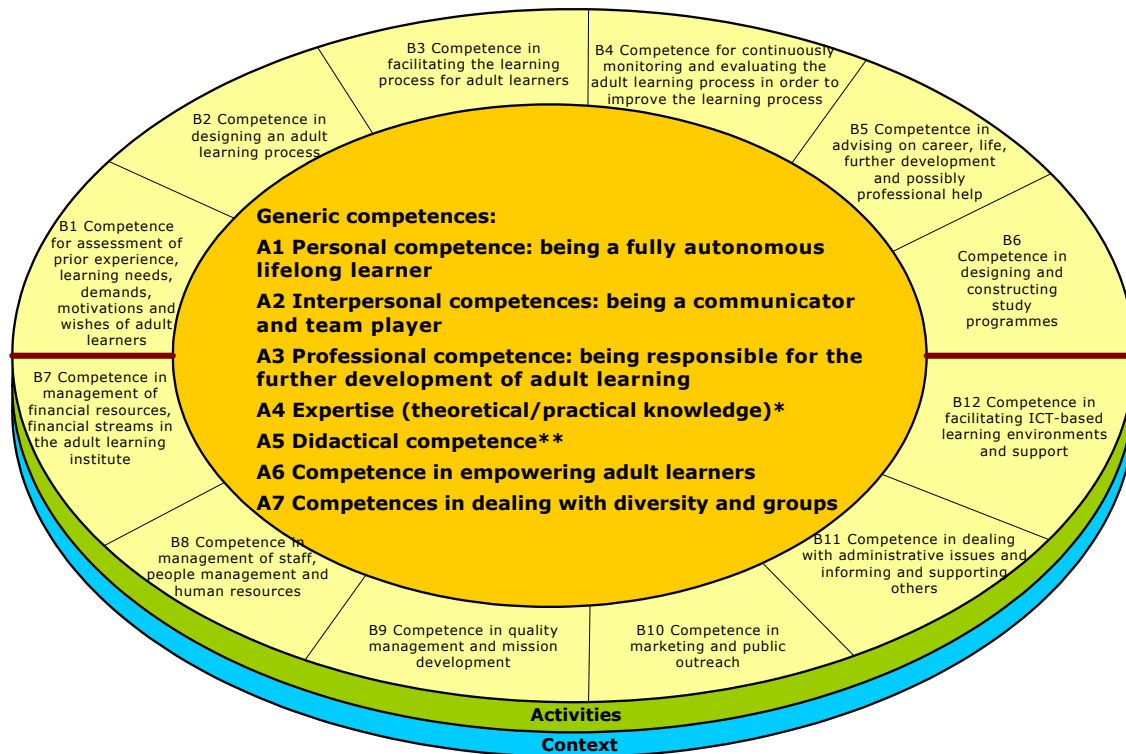 B3 Competence in
facilitating the learning
process for adult learners
B4 Competence for continuously
monitoring and evaluating the
adult learning process in order to
improve the learning process
B2 Competence in
designing an adult
learning process
B5 Competentce in
advising on career, life,
further development
and possibly
professional help
B1 Competence
for assessment of
prior experience,
learning needs,
demands,
motivations and
wishes of adult
learners
B6
Competence in
designing and
constructing
study
programmes
Generic competences:
A1 Personal competence: being a fully autonomous
lifelong learner
A2 Interpersonal competences: being a communicator
and team player
A3 Professional competence: being responsible for the
further development of adult learning
A4 Expertise (theoretical/practical knowledge)*
A5 Didactical competence**
A6 Competence in empowering adult learners
A7 Competences in dealing with diversity and groups
B7 Competence in
management of
financial resources,
financial streams in
the adult learning
institute
B12 Competence in
facilitating ICT-based
learning environments
and support
B8 Competence in
management of staff,
people management and
human resources
B11 Competence in dealing
with administrative issues and
informing and supporting
others
B9 Competence in quality
management and mission
development
B10 Competence in
marketing and public
outreach
Activities
Context